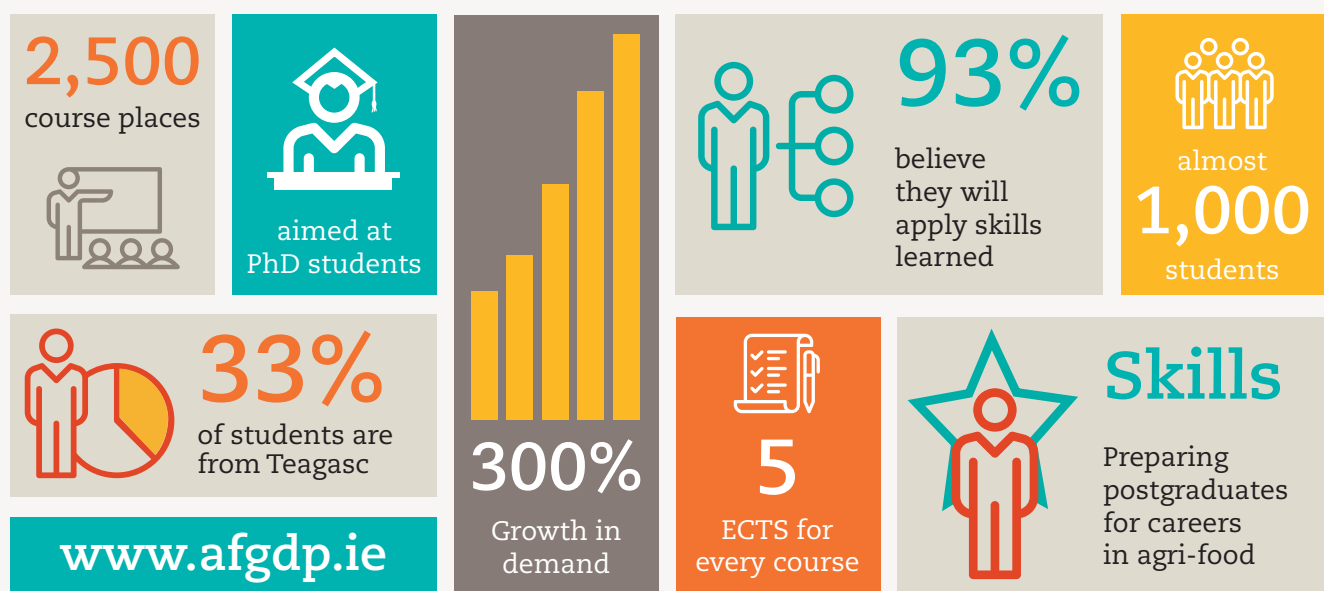 2,500
course places
aimed at
PhD students
33%
of students are
from Teagasc
www.afgdp.ie
300%
Growth in
demand
93%
believe
they will
apply skills
learned
almost
1,000
students
5
ECTS for
every course
Skills
Preparing
postgraduates
for careers
in agri-food